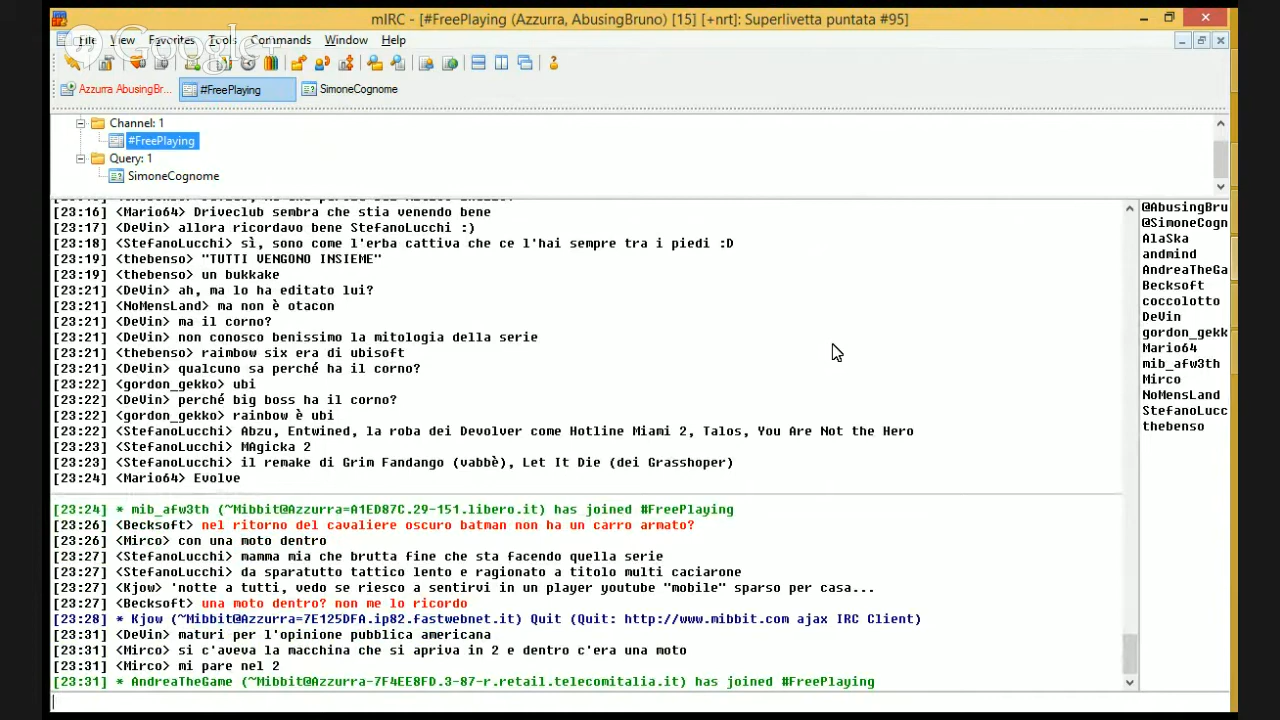 mIRC - [#FreePlaying (Azzurra, AbusingBruno) [15] [+nrt]: Superlivetta puntata #95]
File View Favorites Tools Commands Window Help
Google+
Azzurra AbusingBr... #FreePlaying SimoneCognome
Channel: 1
#FreePlaying
Query: 1
SimoneCognome
[23:16] <Mario64> Driveclub sembra che stia venendo bene
[23:17] <DeVin> allora ricordavo bene StefanoLucchi :)
[23:18] <StefanoLucchi> sì, sono come l'erba cattiva che ce l'hai sempre tra i piedi :D
[23:19] <thebenso> "TUTTI VENGONO INSIEME"
[23:19] <thebenso> un bukkake
[23:21] <DeVin> ah, ma lo ha editato lui?
[23:21] <NoMensLand> ma non è otacon
[23:21] <DeVin> ma il corno?
[23:21] <DeVin> non conosco benissimo la mitologia della serie
[23:21] <thebenso> raimbow six era di ubisoft
[23:21] <DeVin> qualcuno sa perché ha il corno?
[23:22] <gordon_gekko> ubi
[23:22] <DeVin> perché big boss ha il corno?
[23:22] <gordon_gekko> rainbow è ubi
[23:22] <StefanoLucchi> Abzu, Entwined, la roba dei Devolver come Hotline Miami 2, Talos, You Are Not the Hero
[23:23] <StefanoLucchi> MAgicka 2
[23:23] <StefanoLucchi> il remake di Grim Fandango (vabbè), Let It Die (dei Grasshoper)
[23:24] <Mario64> Evolve
[23:24] * mib_afw3th (~Mibbit@Azzurra=A1ED87C.29-151.libero.it) has joined #FreePlaying
[23:26] <Becksoft> nel ritorno del cavaliere oscuro batman non ha un carro armato?
[23:26] <Mirco> con una moto dentro
[23:27] <StefanoLucchi> mamma mia che brutta fine che sta facendo quella serie
[23:27] <StefanoLucchi> da sparatutto tattico lento e ragionato a titolo multi caciarone
[23:27] <Kjow> 'notte a tutti, vedo se riesco a sentirvi in un player youtube "mobile" sparso per casa...
[23:27] <Becksoft> una moto dentro? non me lo ricordo
[23:28] * Kjow (~Mibbit@Azzurra=7E125DFA.ip82.fastwebnet.it) Quit (Quit: http://www.mibbit.com ajax IRC Client)
[23:31] <DeVin> maturi per l'opinione pubblica americana
[23:31] <Mirco> si c'aveva la macchina che si apriva in 2 e dentro c'era una moto
[23:31] <Mirco> mi pare nel 2
[23:31] * AndreaTheGame (~Mibbit@Azzurra-7F4EE8FD.3-87-r.retail.telecomitalia.it) has joined #FreePlaying
@AbusingBru
@SimoneCogn
AlaSka
andmind
AndreaTheGa
Becksoft
coccolotto
DeVin
gordon_gekk
Mario64
mib_afw3th
Mirco
NoMensLand
StefanoLucc
thebenso